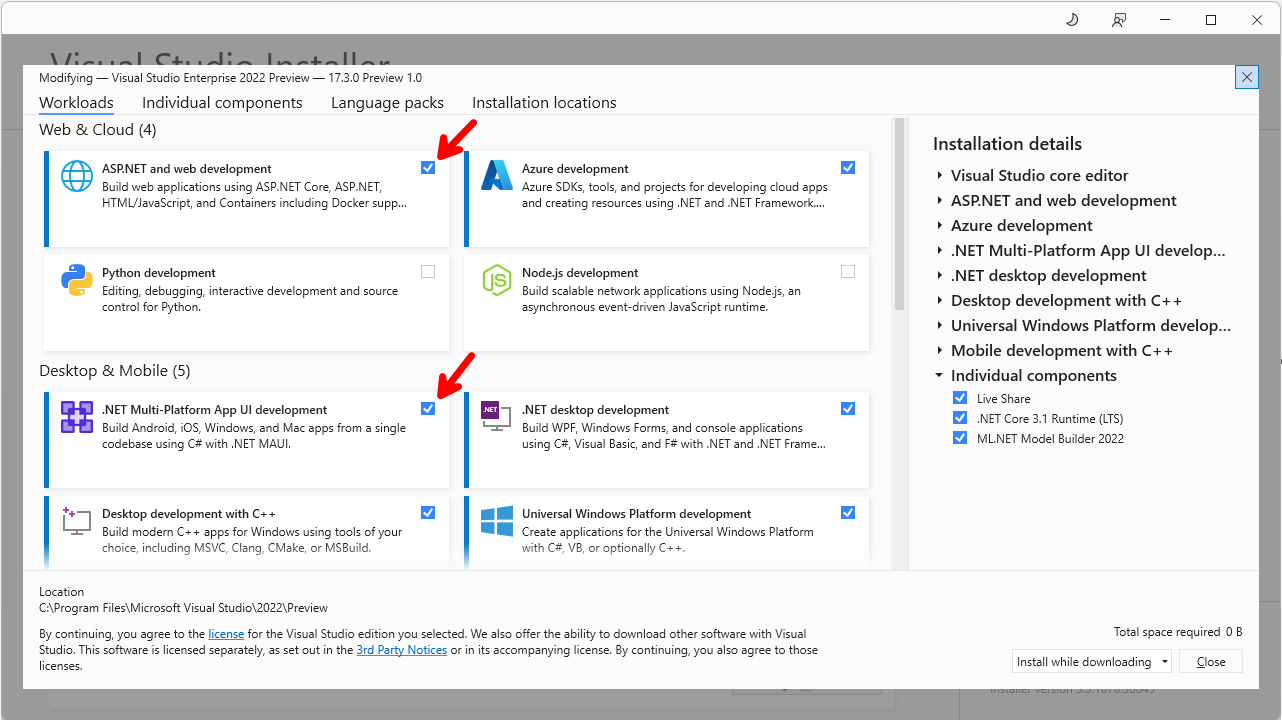 Visual Studio Installer
Modifying — Visual Studio Enterprise 2022 Preview — 17.3.0 Preview 1.0
Workloads
Individual components
Language packs
Installation locations
Web & Cloud (4)
ASP.NET and web development
Build web applications using ASP.NET Core, ASP.NET,
HTML/JavaScript, and Containers including Docker supp...
Azure development
Azure SDKs, tools, and projects for developing cloud apps
and creating resources using .NET and .NET Framework....
Python development
Editing, debugging, interactive development and source
control for Python.
JS
Node.js development
Build scalable network applications using Node.js, an
asynchronous event-driven JavaScript runtime.
Desktop & Mobile (5)
.NET Multi-Platform App UI development
Build Android, iOS, Windows, and Mac apps from a single
codebase using C# with .NET MAUI.
.NET
.NET desktop development
Build WPF, Windows Forms, and console applications
using C#, Visual Basic, and F# with .NET and .NET Frame...
Desktop development with C++
Build modern C++ apps for Windows using tools of your
choice, including MSVC, Clang, CMake, or MSBuild.
Universal Windows Platform development
Create applications for the Universal Windows Platform
with C#, VB, or optionally C++.
Installation details
Visual Studio core editor
ASP.NET and web development
Azure development
.NET Multi-Platform App UI develop...
.NET desktop development
Desktop development with C++
Universal Windows Platform develop...
Mobile development with C++
Individual components
Live Share
.NET Core 3.1 Runtime (LTS)
ML.NET Model Builder 2022
Location
C:\Program Files\Microsoft Visual Studio\2022\Preview
By continuing, you agree to the license for the Visual Studio edition you selected. We also offer the ability to download other software with Visual
Studio. This software is licensed separately, as set out in the 3rd Party Notices or in its accompanying license. By continuing, you also agree to those
licenses.
Total space required 0 B
Install while downloading
Close